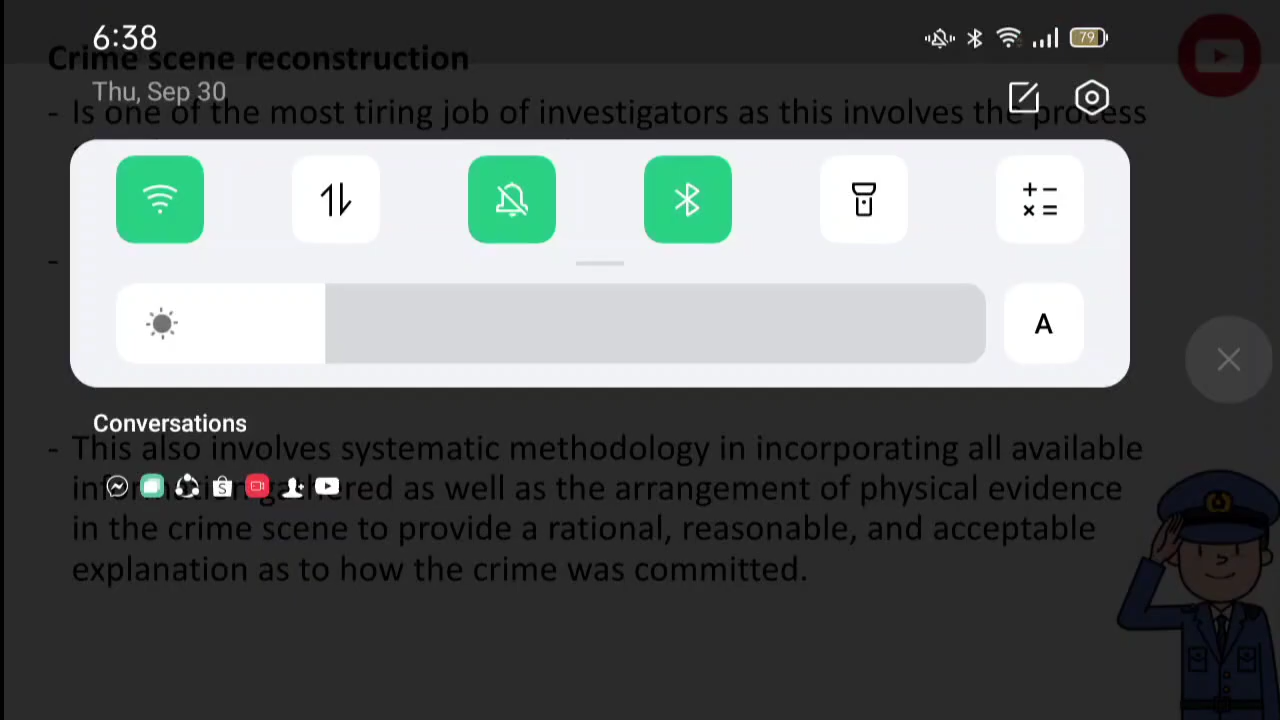 6:38
79
Crime scene reconstruction
Thu, Sep 30
- Is one of the most tiring job of investigators as this involves the process
-
A
Conversations
- This also involves systematic methodology in incorporating all available
information gathered as well as the arrangement of physical evidence
in the crime scene to provide a rational, reasonable, and acceptable
explanation as to how the crime was committed.